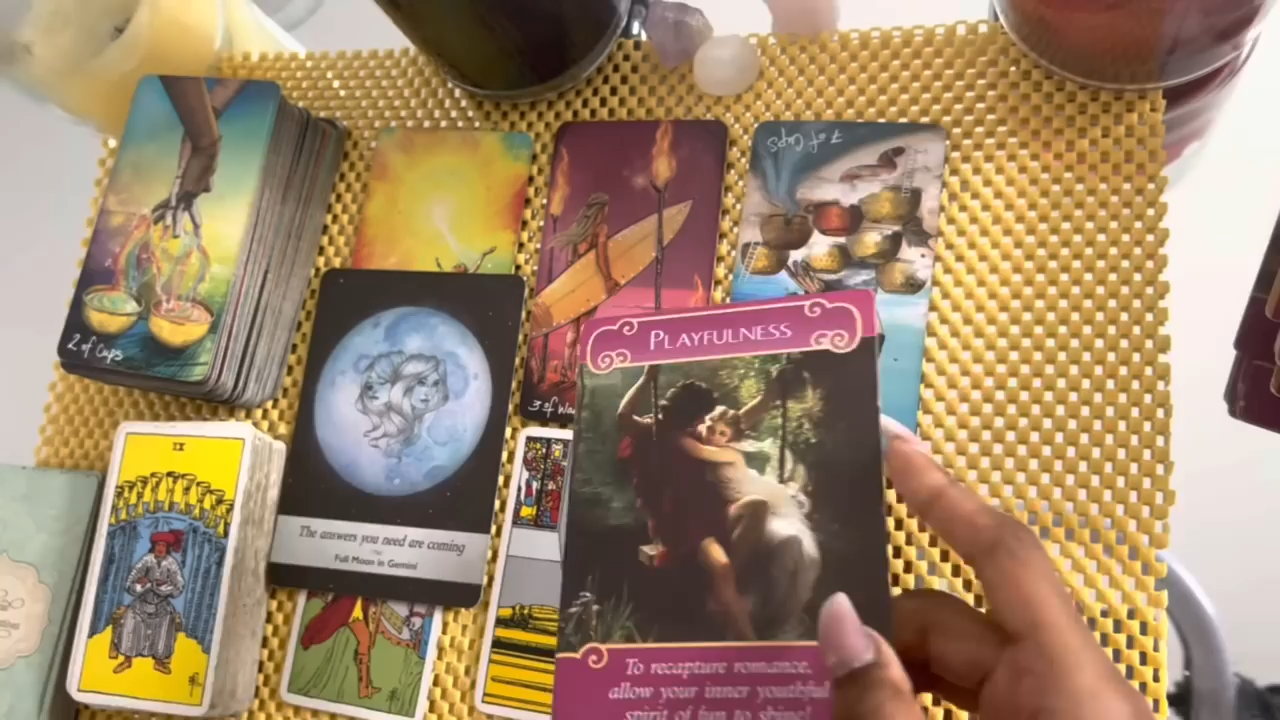 7 of Cups
PLAYFULNESS
2 of Cups
3 of Wa
IX
The answers you need are coming
Full Moon in Gemini
To recapture romance,
allow your inner youthful
spirit of fun to shine!